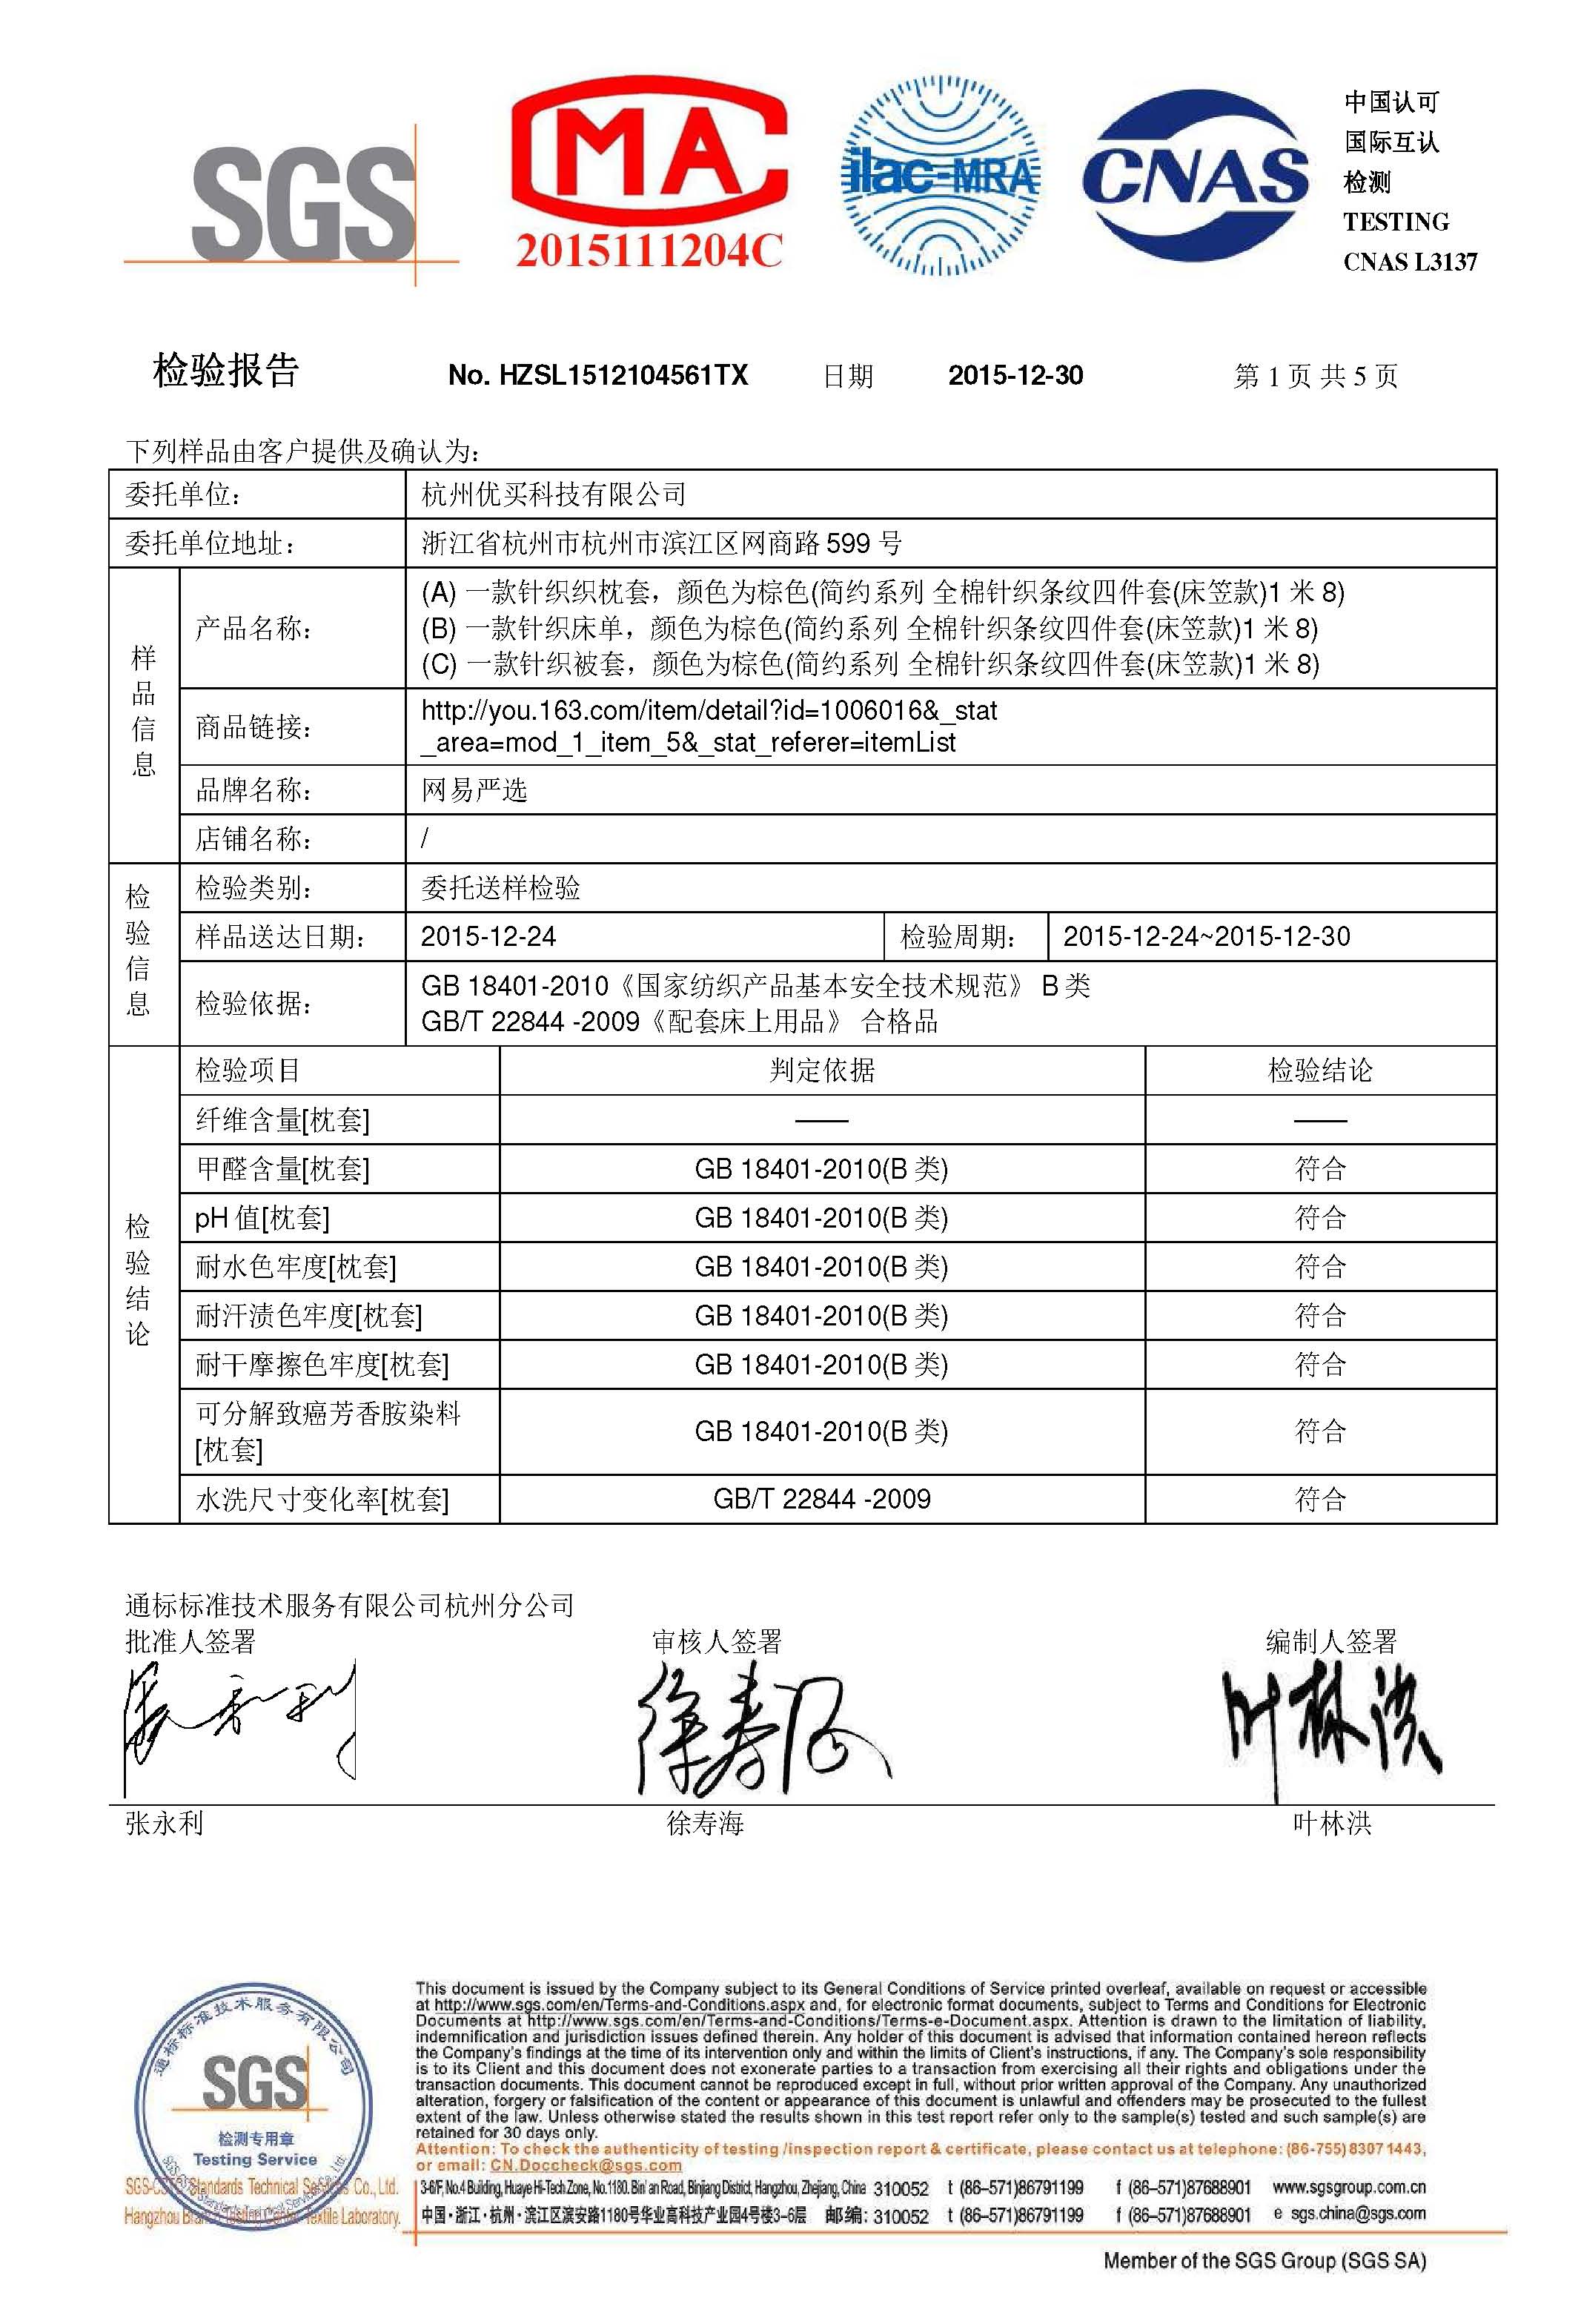 SGS
MA
2015111204C
ilac-MRA
CNAS
中国认可
国际互认
检测
TESTING
CNAS L3137
检验报告 No. HZSL1512104561TX 日期 2015-12-30 第 1 页 共 5 页
下列样品由客户提供及确认为:
委托单位: 杭州优买科技有限公司
委托单位地址: 浙江省杭州市杭州市滨江区网商路 599 号
样品信息
产品名称:
(A) 一款针织织枕套，颜色为棕色(简约系列 全棉针织条纹四件套(床笠款)1 米 8)
(B) 一款针织床单，颜色为棕色(简约系列 全棉针织条纹四件套(床笠款)1 米 8)
(C) 一款针织被套，颜色为棕色(简约系列 全棉针织条纹四件套(床笠款)1 米 8)
商品链接:
http://you.163.com/item/detail?id=1006016&_stat
_area=mod_1_item_5&_stat_referer=itemList
品牌名称: 网易严选
店铺名称: /
检验信息
检验类别: 委托送样检验
样品送达日期: 2015-12-24 检验周期: 2015-12-24~2015-12-30
检验依据:
GB 18401-2010《国家纺织产品基本安全技术规范》 B 类
GB/T 22844 -2009《配套床上用品》 合格品
检验结论
检验项目 判定依据 检验结论
纤维含量[枕套] —— ——
甲醛含量[枕套] GB 18401-2010(B 类) 符合
pH 值[枕套] GB 18401-2010(B 类) 符合
耐水色牢度[枕套] GB 18401-2010(B 类) 符合
耐汗渍色牢度[枕套] GB 18401-2010(B 类) 符合
耐干摩擦色牢度[枕套] GB 18401-2010(B 类) 符合
可分解致癌芳香胺染料
[枕套] GB 18401-2010(B 类) 符合
水洗尺寸变化率[枕套] GB/T 22844 -2009 符合
通标标准技术服务有限公司杭州分公司
批准人签署 审核人签署 编制人签署
张永利 徐寿海 叶林洪
张永利 徐寿海 叶林洪
通标标准技术服务有限公司
SGS
检测专用章
Testing Service
This document is issued by the Company subject to its General Conditions of Service printed overleaf, available on request or accessible
at http://www.sgs.com/en/Terms-and-Conditions.aspx and, for electronic format documents, subject to Terms and Conditions for Electronic
Documents at http://www.sgs.com/en/Terms-and-Conditions/Terms-e-Document.aspx. Attention is drawn to the limitation of liability,
indemnification and jurisdiction issues defined therein. Any holder of this document is advised that information contained hereon reflects
the Company's findings at the time of its intervention only and within the limits of Client's instructions, if any. The Company's sole responsibility
is to its Client and this document does not exonerate parties to a transaction from exercising all their rights and obligations under the
transaction documents. This document cannot be reproduced except in full, without prior written approval of the Company. Any unauthorized
alteration, forgery or falsification of the content or appearance of this document is unlawful and offenders may be prosecuted to the fullest
extent of the law. Unless otherwise stated the results shown in this test report refer only to the sample(s) tested and such sample(s) are
retained for 30 days only.
Attention: To check the authenticity of testing /inspection report & certificate, please contact us at telephone: (86-755) 8307 1443,
or email: CN.Doccheck@sgs.com
SGS-CSTC Standards Technical Services Co., Ltd.
Hangzhou Branch Textile Laboratory.
3-6/F, No.4 Building, Huaye Hi-Tech Zone, No.1180. Bin'an Road, Binjiang District, Hangzhou, Zhejiang, China 310052 t (86–571)86791199 f (86–571)87688901 www.sgsgroup.com.cn
中国·浙江·杭州·滨江区滨安路1180号华业高科技产业园4号楼3-6层 邮编: 310052 t (86–571)86791199 f (86–571)87688901 e sgs.china@sgs.com
Member of the SGS Group (SGS SA)